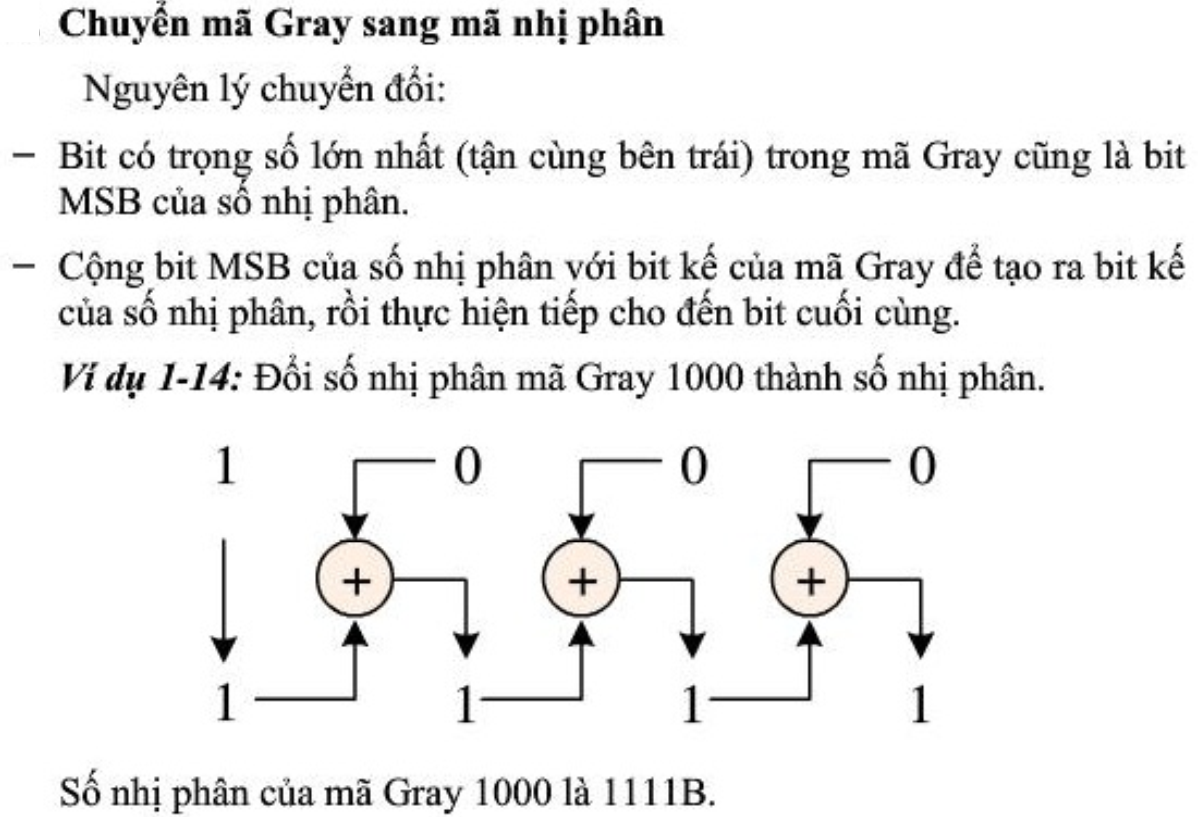 Chuyển mã Gray sang mã nhị phân
Nguyên lý chuyển đổi:
– Bit có trọng số lớn nhất (tận cùng bên trái) trong mã Gray cũng là bit
MSB của số nhị phân.
– Cộng bit MSB của số nhị phân với bit kế của mã Gray để tạo ra bit kế
của số nhị phân, rồi thực hiện tiếp cho đến bit cuối cùng.
Ví dụ 1-14: Đổi số nhị phân mã Gray 1000 thành số nhị phân.
1 0 0 0
+ + +
1 1 1 1
Số nhị phân của mã Gray 1000 là 1111B.